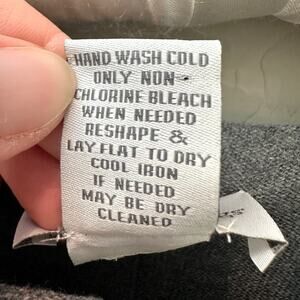 HAND WASH COLD
ONLY NON-
CHLORINE BLEACH
WHEN NEEDED
RESHAPE &
LAY FLAT TO DRY
COOL IRON
IF NEEDED
MAY BE DRY
CLEANED